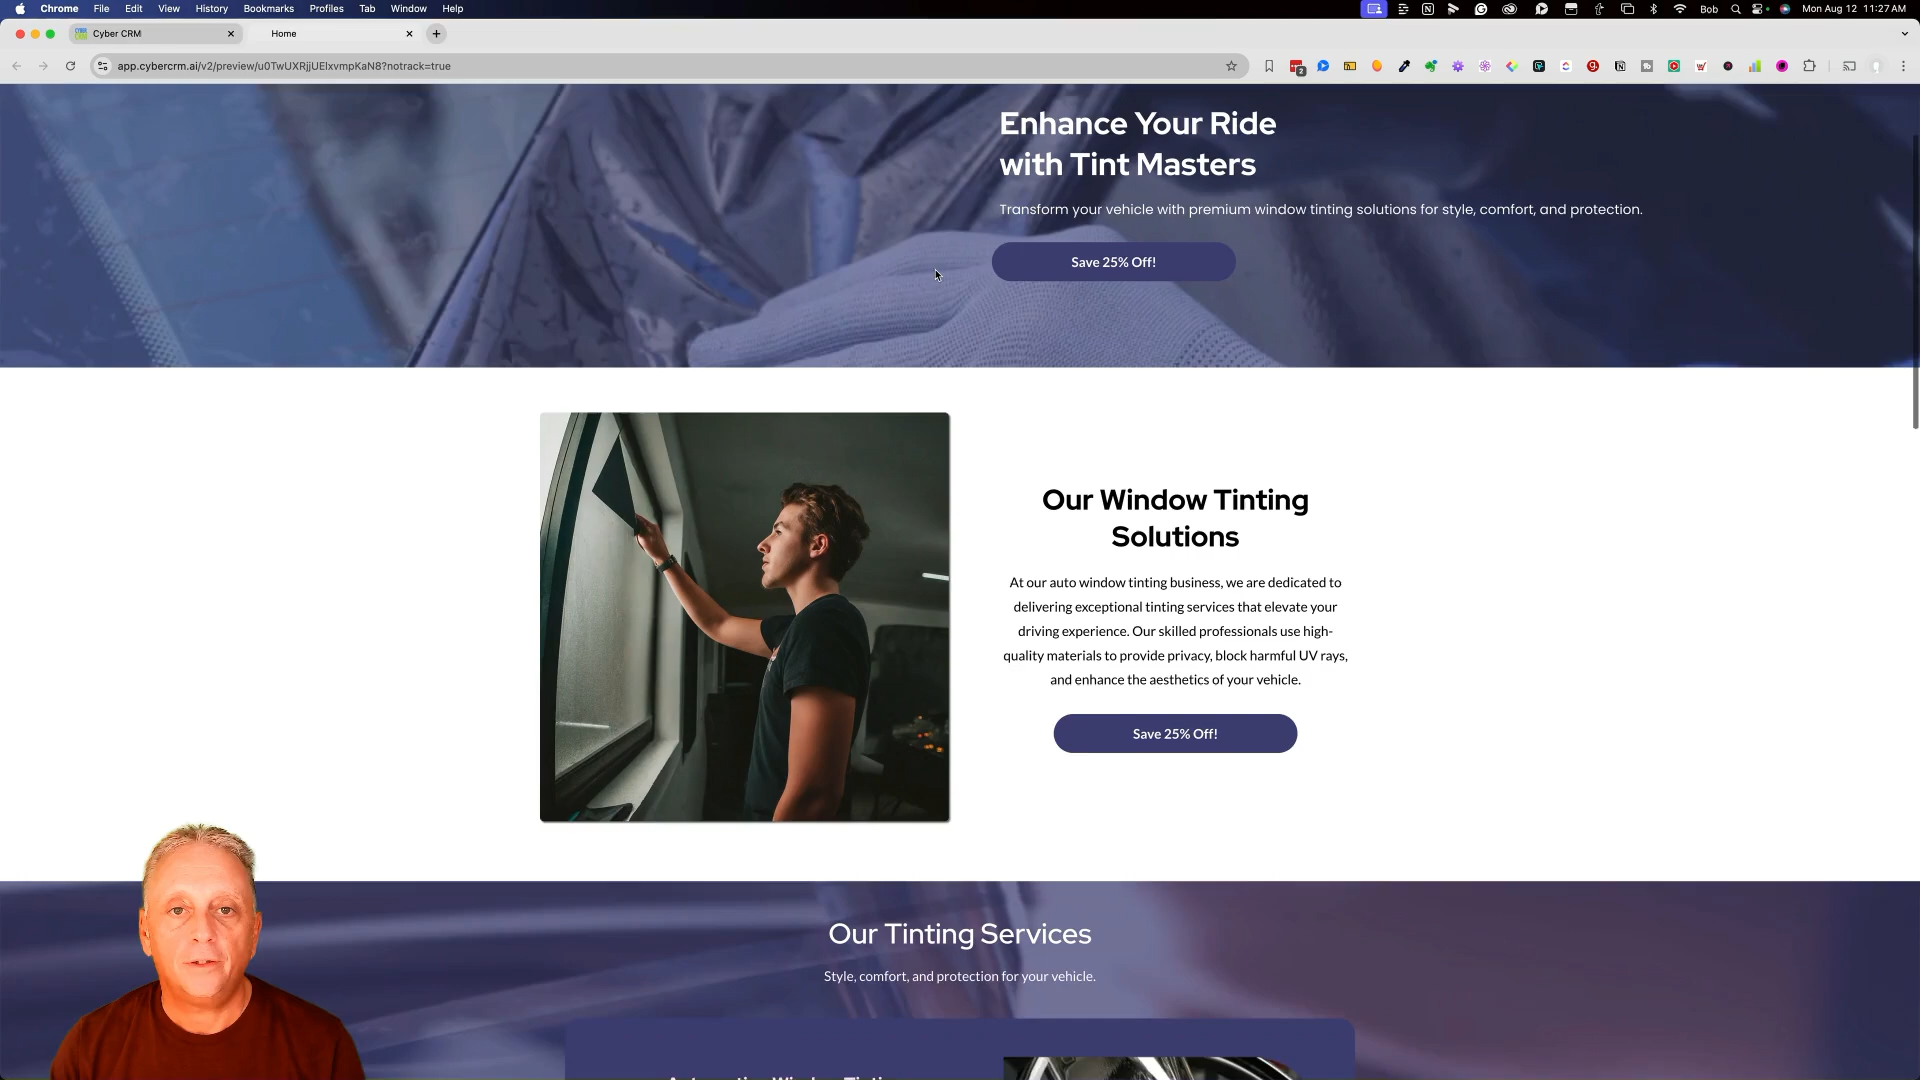 Chrome File Edit View History Bookmarks Profiles Tab Window Help
Bob
Mon Aug 12 11:27 AM
Cyber CRM
Home
app.cybercrm.ai/v2/preview/u0TwUXRjjUElxvmpKaN8?notrack=true
Enhance Your Ride
with Tint Masters
Transform your vehicle with premium window tinting solutions for style, comfort, and protection.
Save 25% Off!
Our Window Tinting
Solutions
At our auto window tinting business, we are dedicated to
delivering exceptional tinting services that elevate your
driving experience. Our skilled professionals use high-
quality materials to provide privacy, block harmful UV rays,
and enhance the aesthetics of your vehicle.
Save 25% Off!
Our Tinting Services
Style, comfort, and protection for your vehicle.